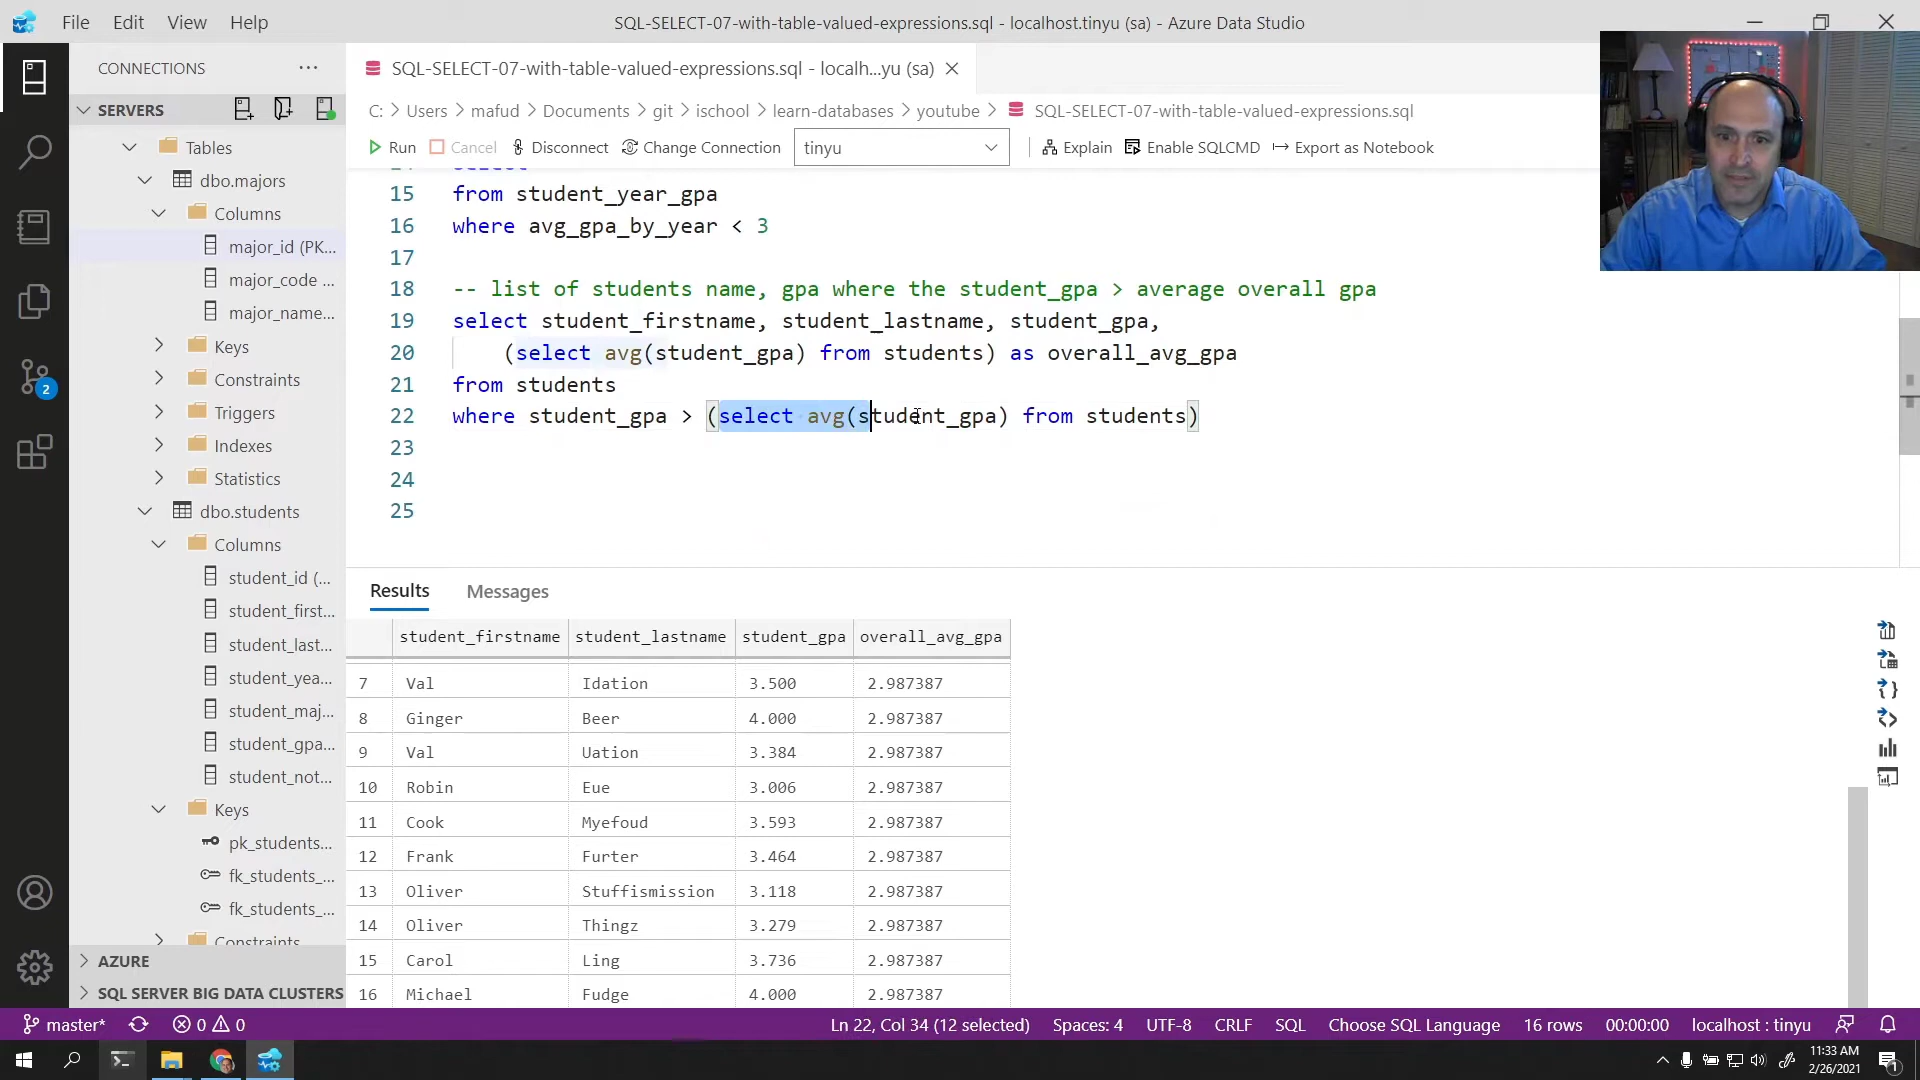 File Edit View Help
SQL-SELECT-07-with-table-valued-expressions.sql - localhost.tinyu (sa) - Azure Data Studio
CONNECTIONS
SQL-SELECT-07-with-table-valued-expressions.sql - localh...yu (sa)
SERVERS
C: > Users > mafud > Documents > git > ischool > learn-databases > youtube > SQL-SELECT-07-with-table-valued-expressions.sql
Run Cancel Disconnect Change Connection tinyu Explain Enable SQLCMD Export as Notebook
Tables
dbo.majors
Columns
major_id (PK...
major_code ...
major_name...
Keys
Constraints
Triggers
Indexes
Statistics
dbo.students
Columns
student_id (...
student_first...
student_last...
student_yea...
student_maj...
student_gpa...
student_not...
Keys
pk_students...
fk_students_...
fk_students_...
Constraints
AZURE
SQL SERVER BIG DATA CLUSTERS
2
15 from student_year_gpa
16 where avg_gpa_by_year < 3
17
18 -- list of students name, gpa where the student_gpa > average overall gpa
19 select student_firstname, student_lastname, student_gpa,
20 (select avg(student_gpa) from students) as overall_avg_gpa
21 from students
22 where student_gpa > (select avg(student_gpa) from students)
23
24
25
Results Messages
student_firstname student_lastname student_gpa overall_avg_gpa
7 Val Idation 3.500 2.987387
8 Ginger Beer 4.000 2.987387
9 Val Uation 3.384 2.987387
10 Robin Eue 3.006 2.987387
11 Cook Myefoud 3.593 2.987387
12 Frank Furter 3.464 2.987387
13 Oliver Stuffismission 3.118 2.987387
14 Oliver Thingz 3.279 2.987387
15 Carol Ling 3.736 2.987387
16 Michael Fudge 4.000 2.987387
master* 0 0 Ln 22, Col 34 (12 selected) Spaces: 4 UTF-8 CRLF SQL Choose SQL Language 16 rows 00:00:00 localhost : tinyu
11:33 AM
2/26/2021
1